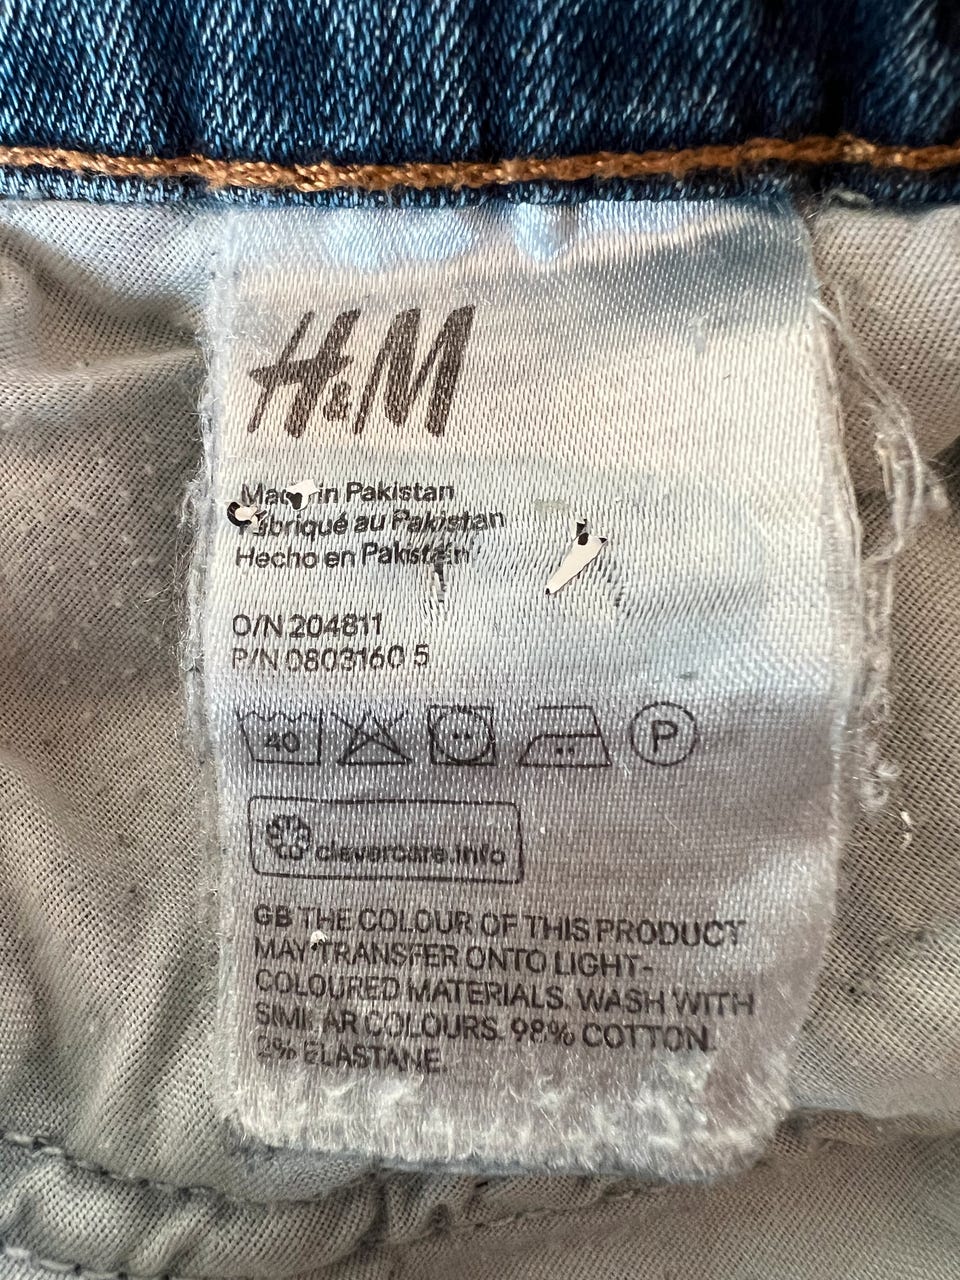 H&M
Made in Pakistan
Fabriqué au Pakistan
Hecho en Pakistán
O/N 204811
P/N 0803160 5
40 P
clevercare.info
GB THE COLOUR OF THIS PRODUCT
MAY TRANSFER ONTO LIGHT-
COLOURED MATERIALS. WASH WITH
SIMILAR COLOURS. 98% COTTON.
2% ELASTANE.